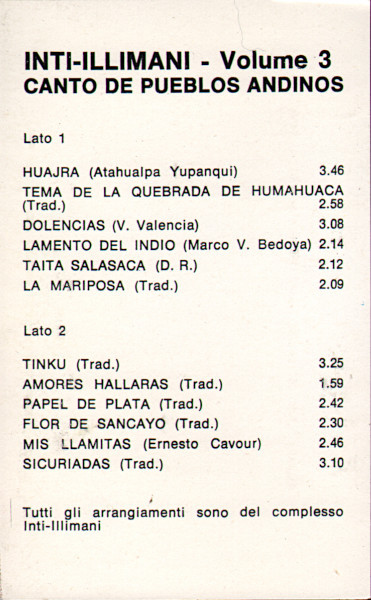 INTI-ILLIMANI - Volume 3
CANTO DE PUEBLOS ANDINOS
Lato 1
HUAJRA (Atahualpa Yupanqui) 3.46
TEMA DE LA QUEBRADA DE HUMAHUACA
(Trad.) 2.58
DOLENCIAS (V. Valencia) 3.08
LAMENTO DEL INDIO (Marco V. Bedoya) 2.14
TAITA SALASACA (D. R.) 2.12
LA MARIPOSA (Trad.) 2.09
Lato 2
TINKU (Trad.) 3.25
AMORES HALLARAS (Trad.) 1.59
PAPEL DE PLATA (Trad.) 2.42
FLOR DE SANCAYO (Trad.) 2.30
MIS LLAMITAS (Ernesto Cavour) 2.46
SICURIADAS (Trad.) 3.10
Tutti gli arrangiamenti sono del complesso
Inti-Illimani